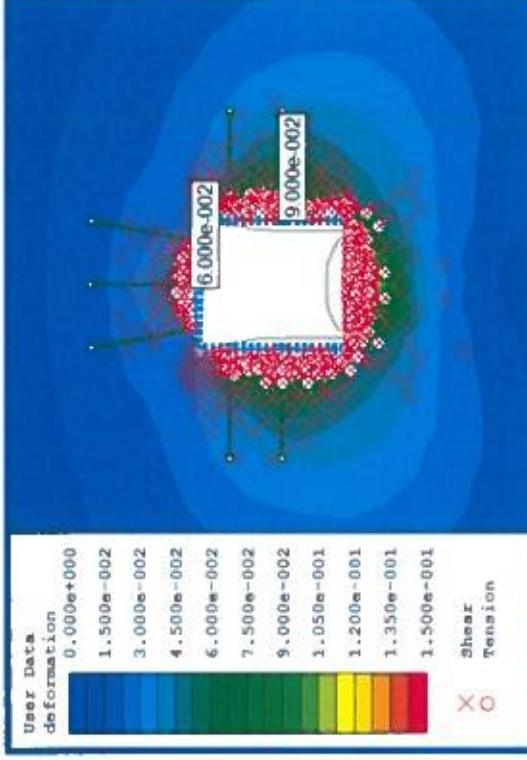 User Data
deformation
0.000e+000
1.500e-002
3.000e-002
4.500e-002
6.000e-002
7.500e-002
9.000e-002
1.050e-001
1.200e-001
1.350e-001
1.500e-001
Shear
Tension
6.000e-002
9.000e-002